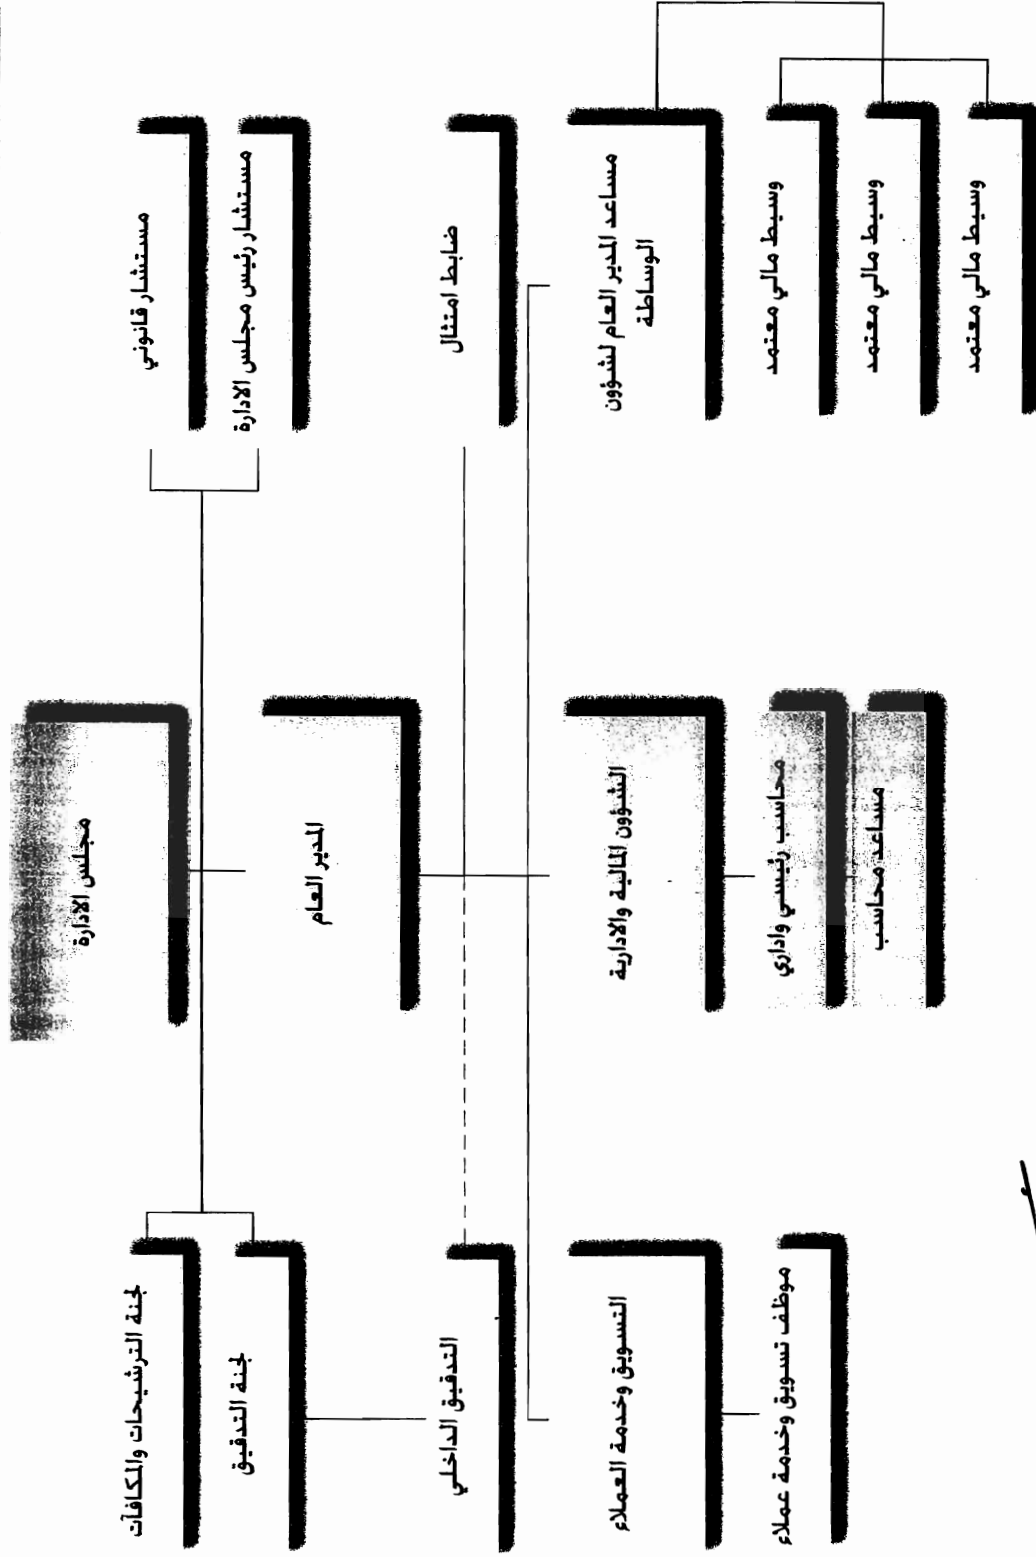 مجلس الادارة
مستشار قانوني
مستشار رئيس مجلس الادارة
لجنة الترشيحات والمكافآت
لجنة التدقيق
المدير العام
ضابط امتثال
التدقيق الداخلي
مساعد المدير العام لشؤون
الوساطة
الشؤون المالية والادارية
التسويق وخدمة العملاء
وسيط مالي معتمد
وسيط مالي معتمد
وسيط مالي معتمد
محاسب رئيسي واداري
مساعد محاسب
موظف تسويق وخدمة عملاء